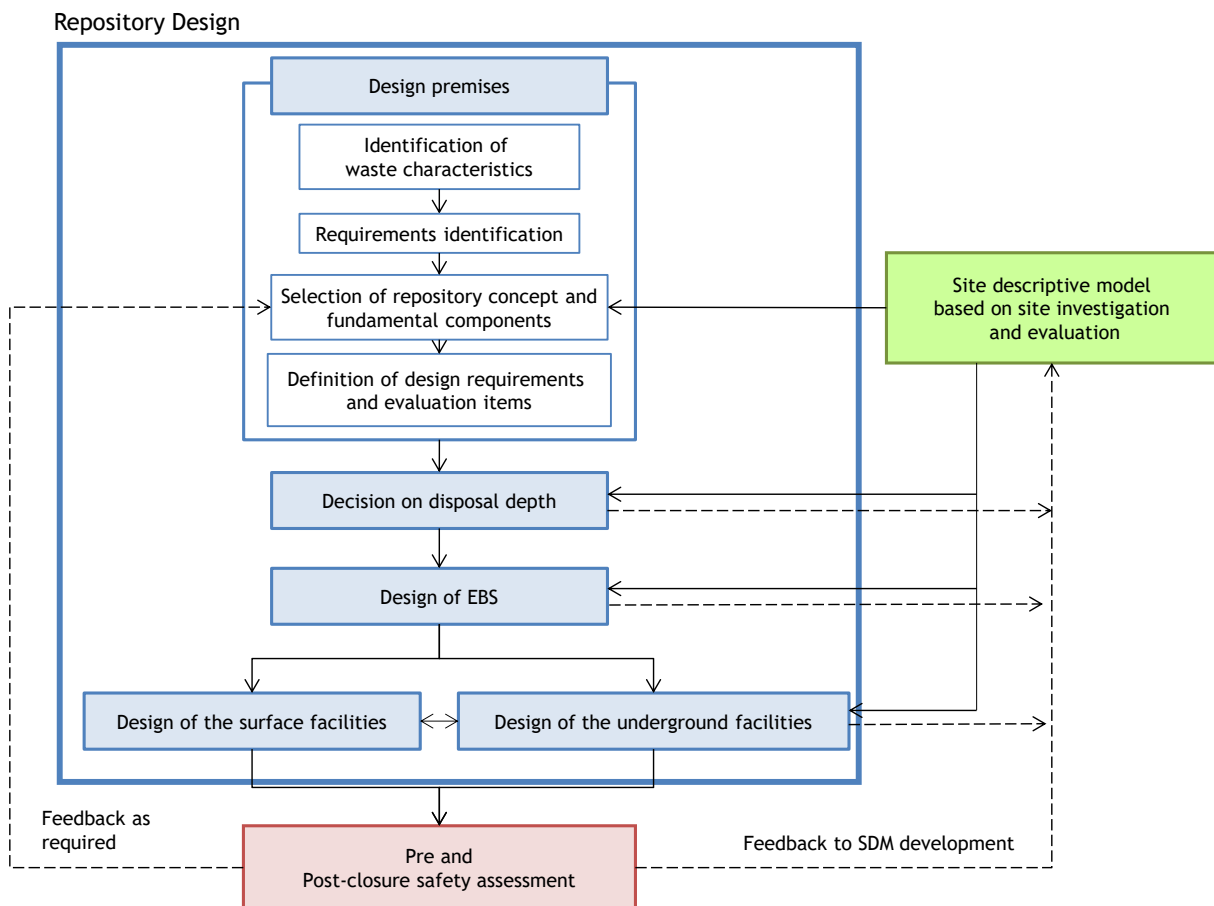 Repository Design
Design premises
Identification of
waste characteristics
Requirements identification
Selection of repository concept and
fundamental components
Definition of design requirements
and evaluation items
Site descriptive model
based on site investigation
and evaluation
Decision on disposal depth
Design of EBS
Design of the surface facilities
Design of the underground facilities
Feedback as
required
Pre and
Post-closure safety assessment
Feedback to SDM development